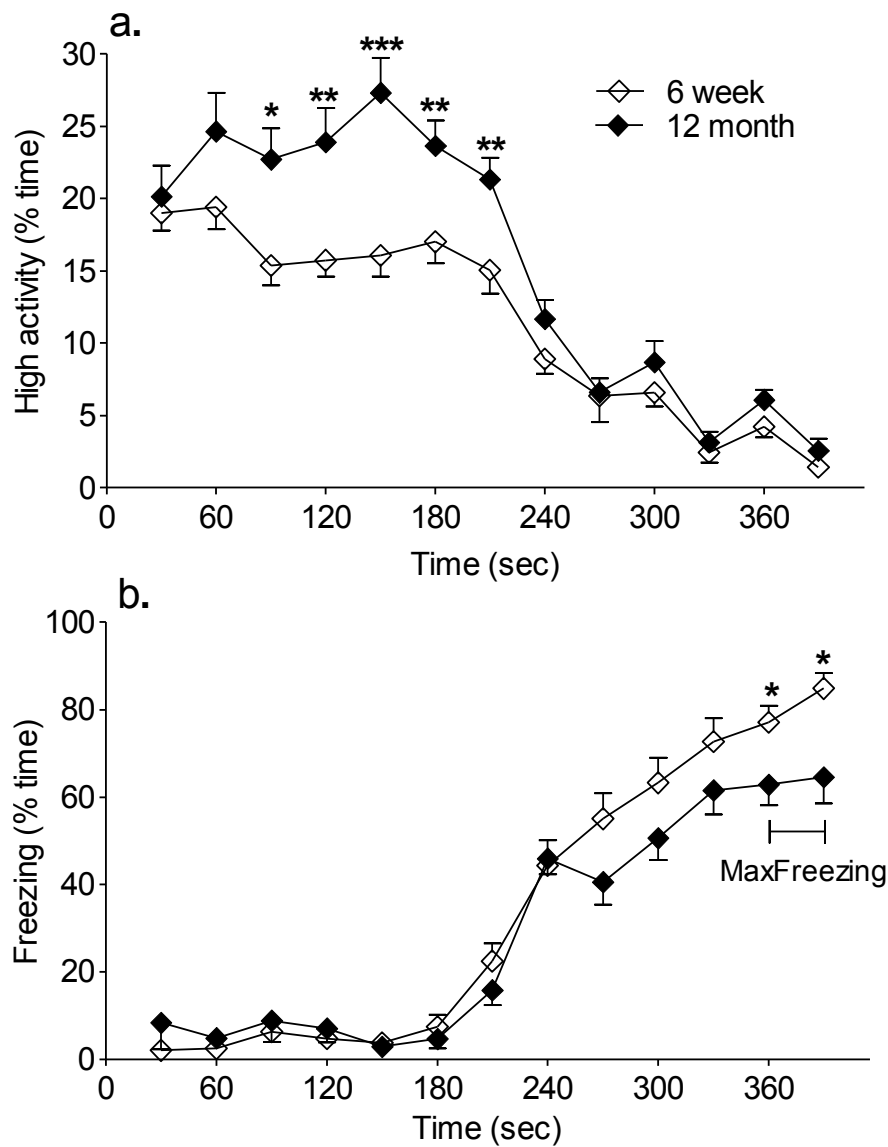 a.
High activity (% time)
30
25
20
15
10
5
0
* ** *** ** **
6 week
12 month
0 60 120 180 240 300 360
Time (sec)
b.
Freezing (% time)
100
80
60
40
20
0
* *
MaxFreezing
0 60 120 180 240 300 360
Time (sec)